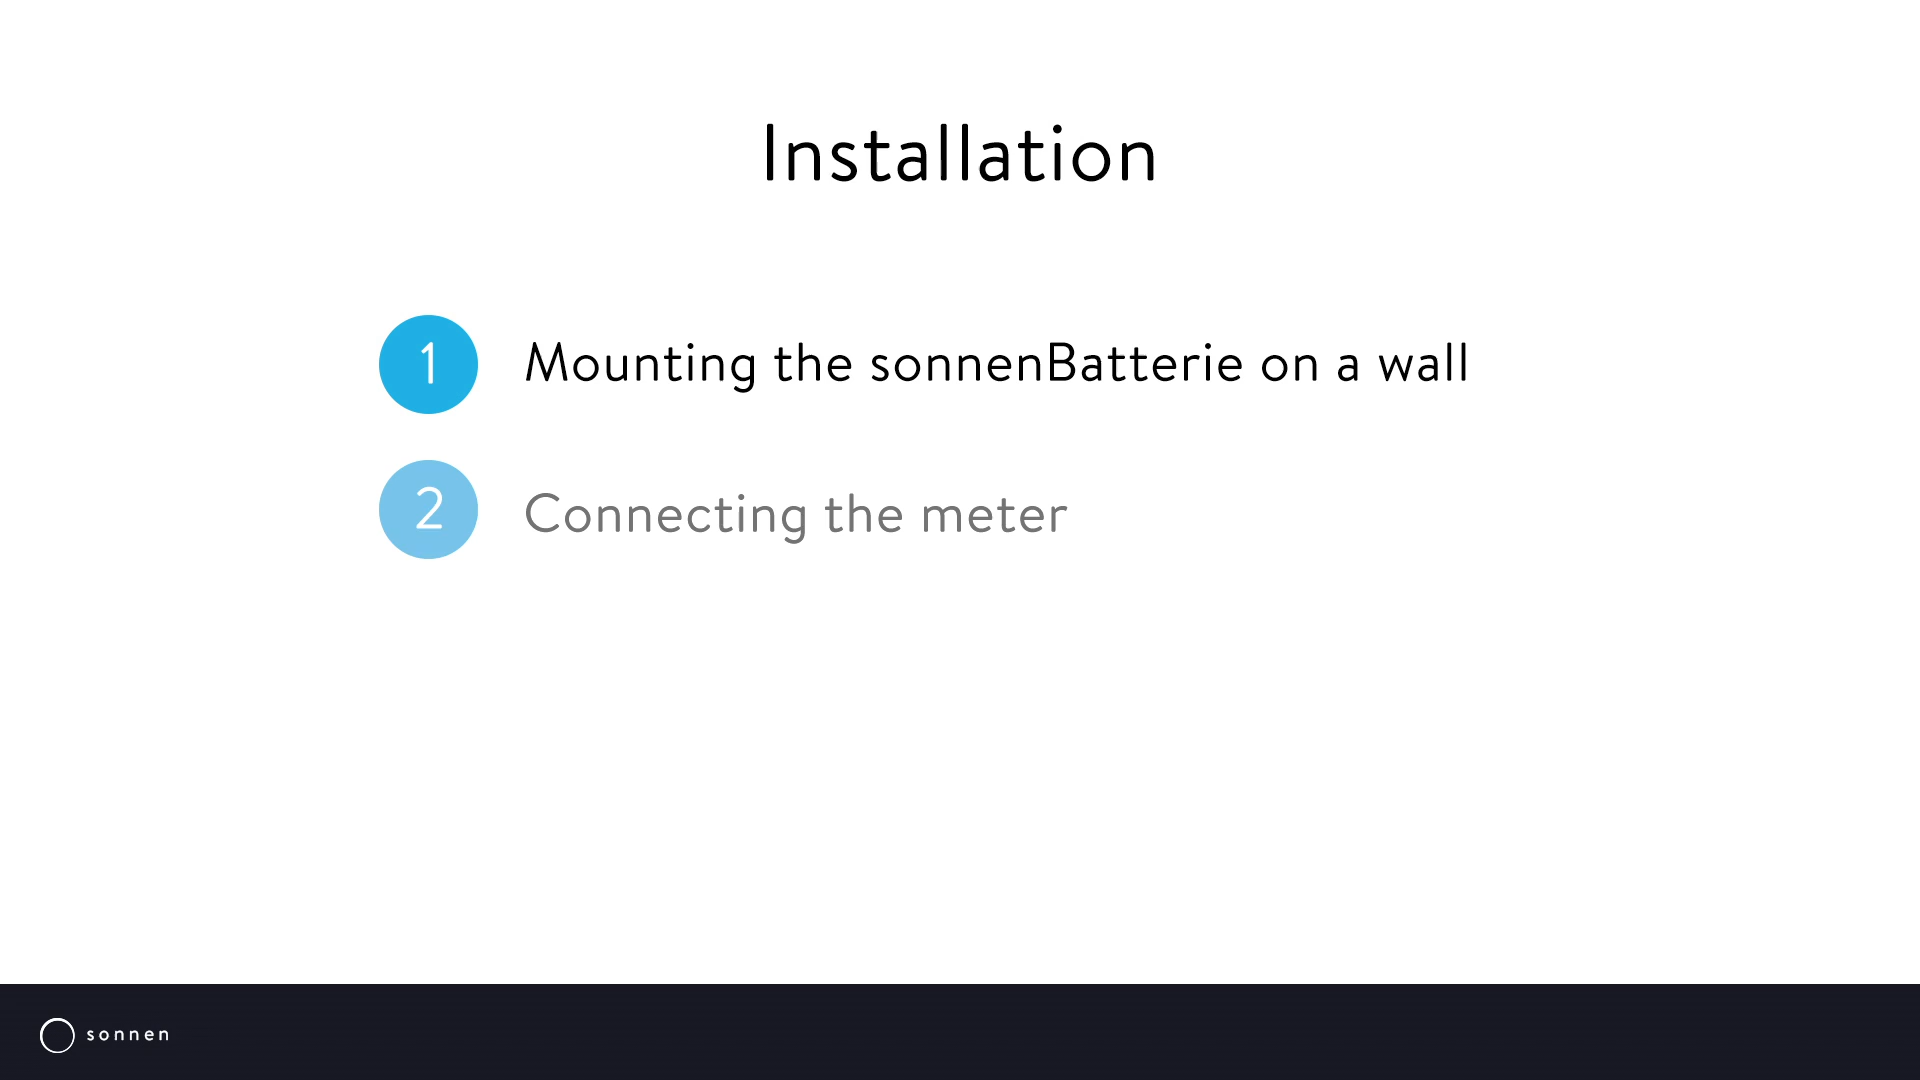 Installation
1 Mounting the sonnenBatterie on a wall
2 Connecting the meter
sonnen